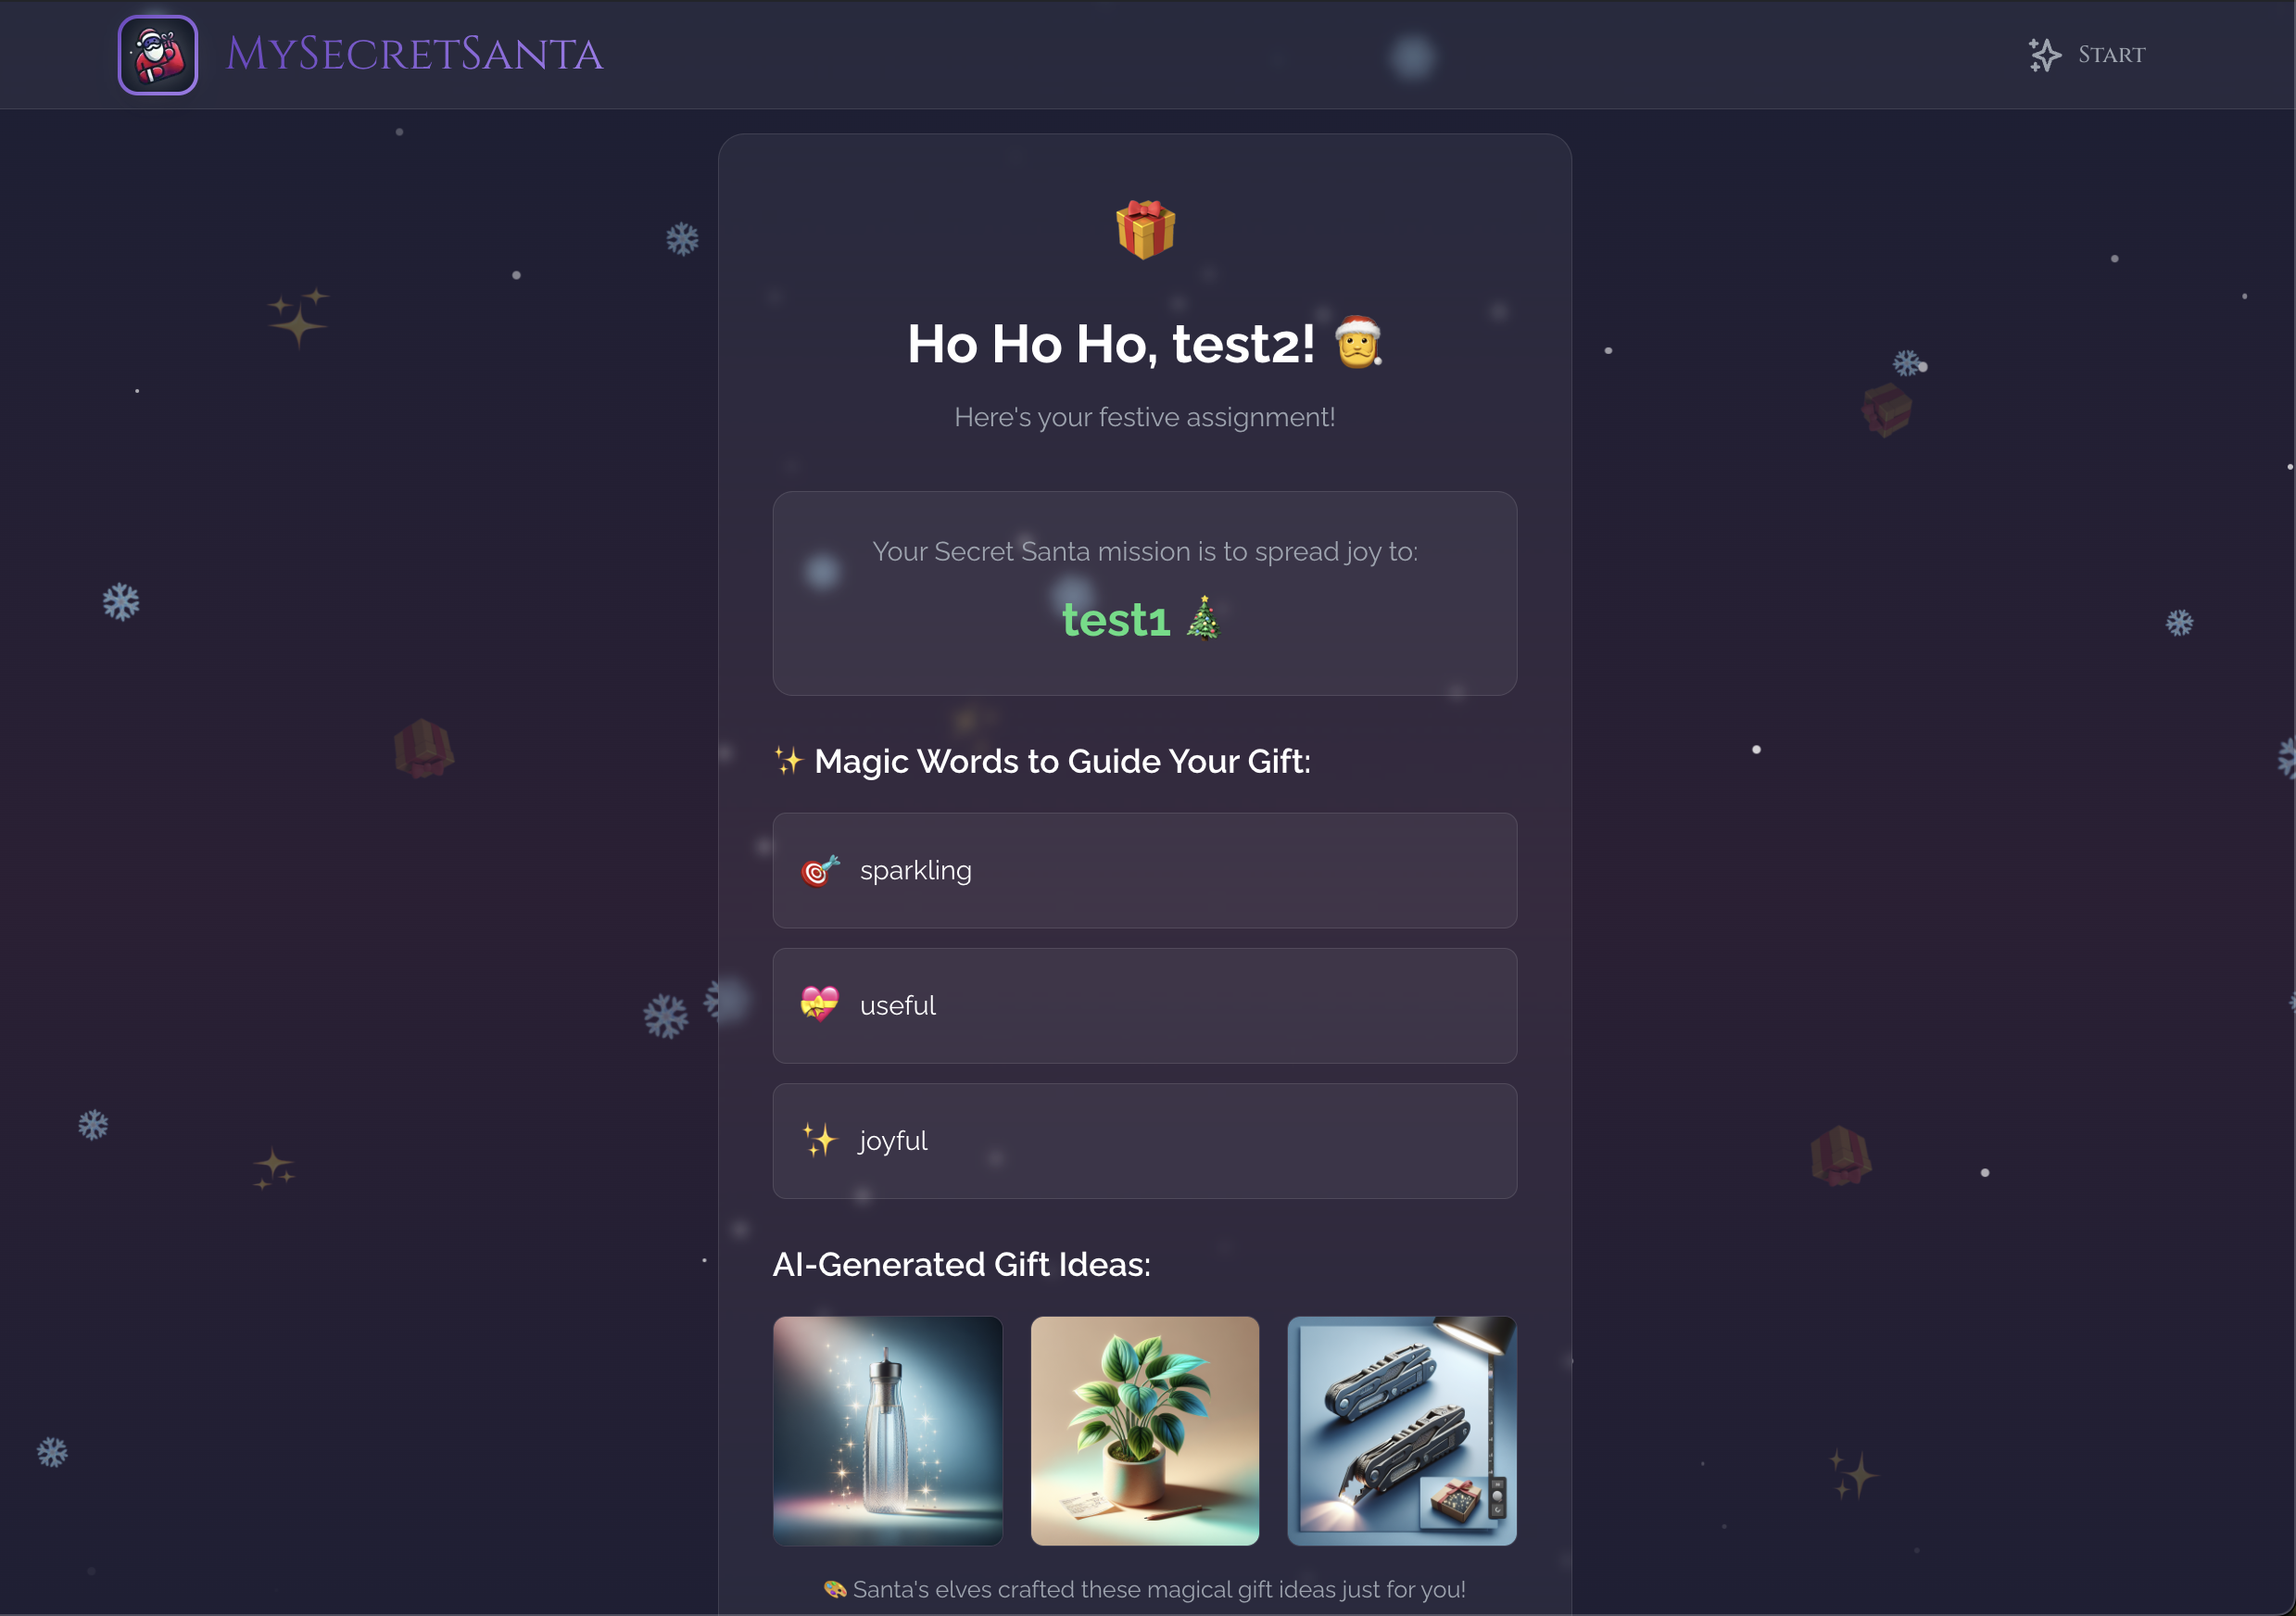 MySecretSanta
Start
Ho Ho Ho, test2! 🎅
Here's your festive assignment!
Your Secret Santa mission is to spread joy to:
test1 🎄
✨ Magic Words to Guide Your Gift:
🎯 sparkling
💝 useful
✨ joyful
AI-Generated Gift Ideas:
🎨 Santa's elves crafted these magical gift ideas just for you!